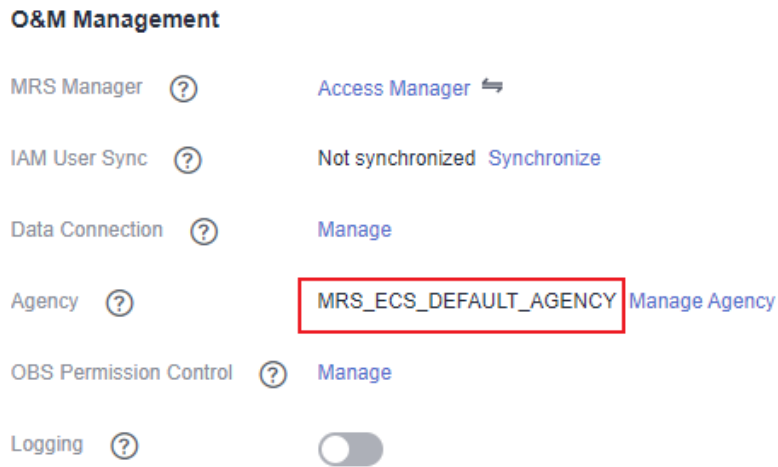 O&M Management
MRS Manager ? Access Manager
IAM User Sync ? Not synchronized Synchronize
Data Connection ? Manage
Agency ? MRS_ECS_DEFAULT_AGENCY Manage Agency
OBS Permission Control ? Manage
Logging ?